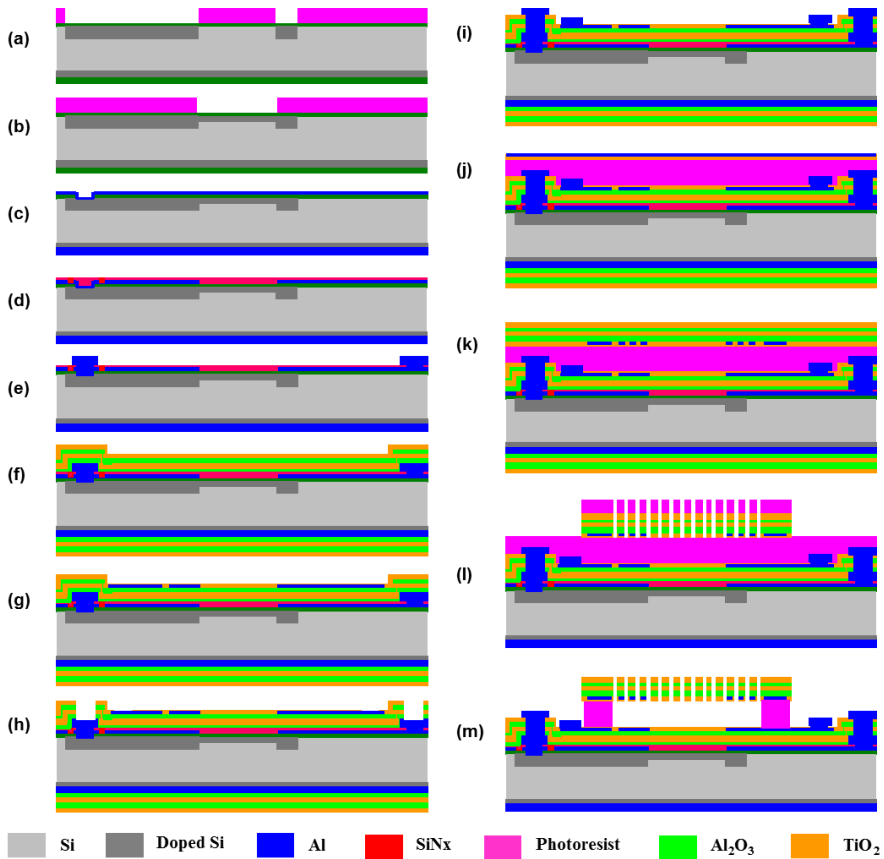 (a)
(b)
(c)
(d)
(e)
(f)
(g)
(h)
(i)
(j)
(k)
(l)
(m)
Si Doped Si Al SiNx Photoresist Al₂O₃ TiO₂